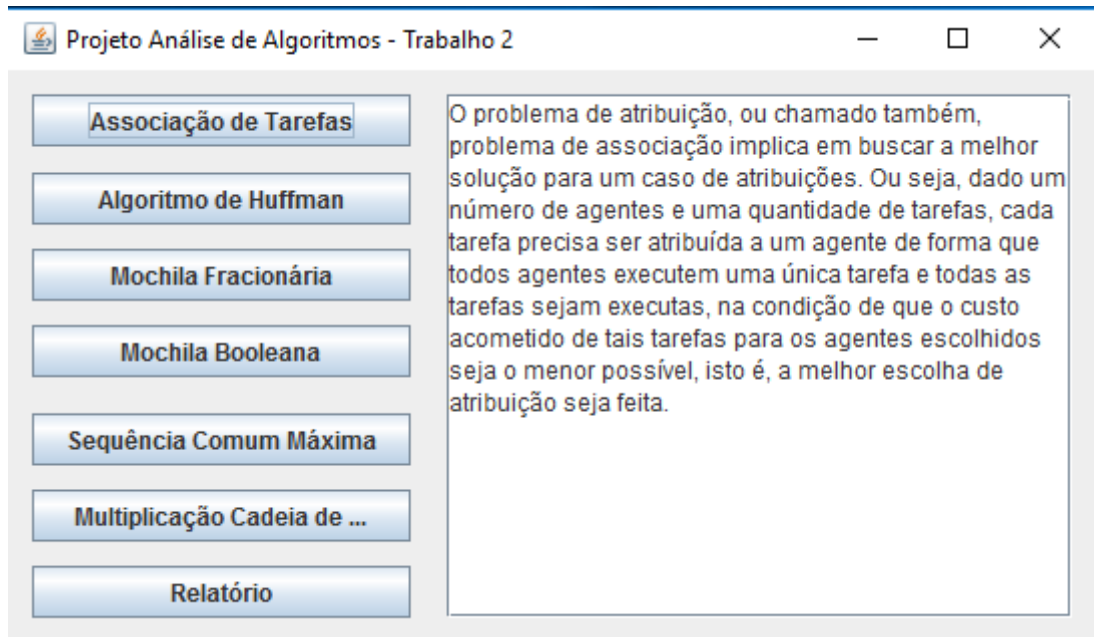 Projeto Análise de Algoritmos - Trabalho 2
Associação de Tarefas
Algoritmo de Huffman
Mochila Fracionária
Mochila Booleana
Sequência Comum Máxima
Multiplicação Cadeia de ...
Relatório
O problema de atribuição, ou chamado também,
problema de associação implica em buscar a melhor
solução para um caso de atribuições. Ou seja, dado um
número de agentes e uma quantidade de tarefas, cada
tarefa precisa ser atribuída a um agente de forma que
todos agentes executem uma única tarefa e todas as
tarefas sejam executas, na condição de que o custo
acometido de tais tarefas para os agentes escolhidos
seja o menor possível, isto é, a melhor escolha de
atribuição seja feita.